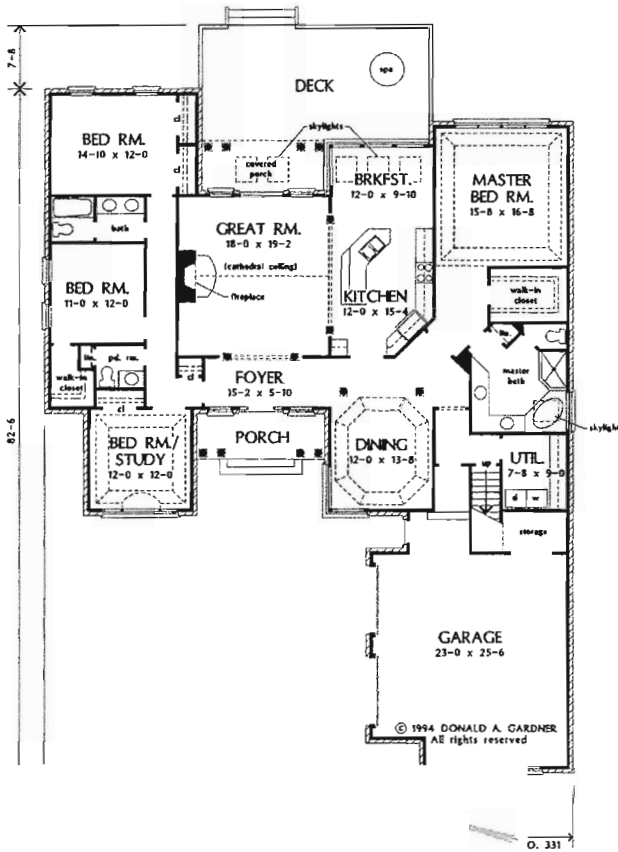 7-8
DECK
spa
skylights
covered
porch
BED RM.
14-10 x 12-0
cl
cl
BRKFST.
12-0 x 9-10
MASTER
BED RM.
15-8 x 16-8
bath
GREAT RM.
18-0 x 19-2
(cathedral ceiling)
fireplace
BED RM.
11-0 x 12-0
KITCHEN
12-0 x 15-4
walk-in
closet
lin.
pd. rm.
walk-in
closet
lin.
master
bath
cl
FOYER
15-2 x 5-10
cl
82-6
BED RM./
STUDY
12-0 x 12-0
PORCH
DINING
12-0 x 13-8
skylight
UTIL.
7-8 x 9-0
up
d
w
storage
GARAGE
23-0 x 25-6
© 1994 DONALD A. GARDNER
All rights reserved
O. 331